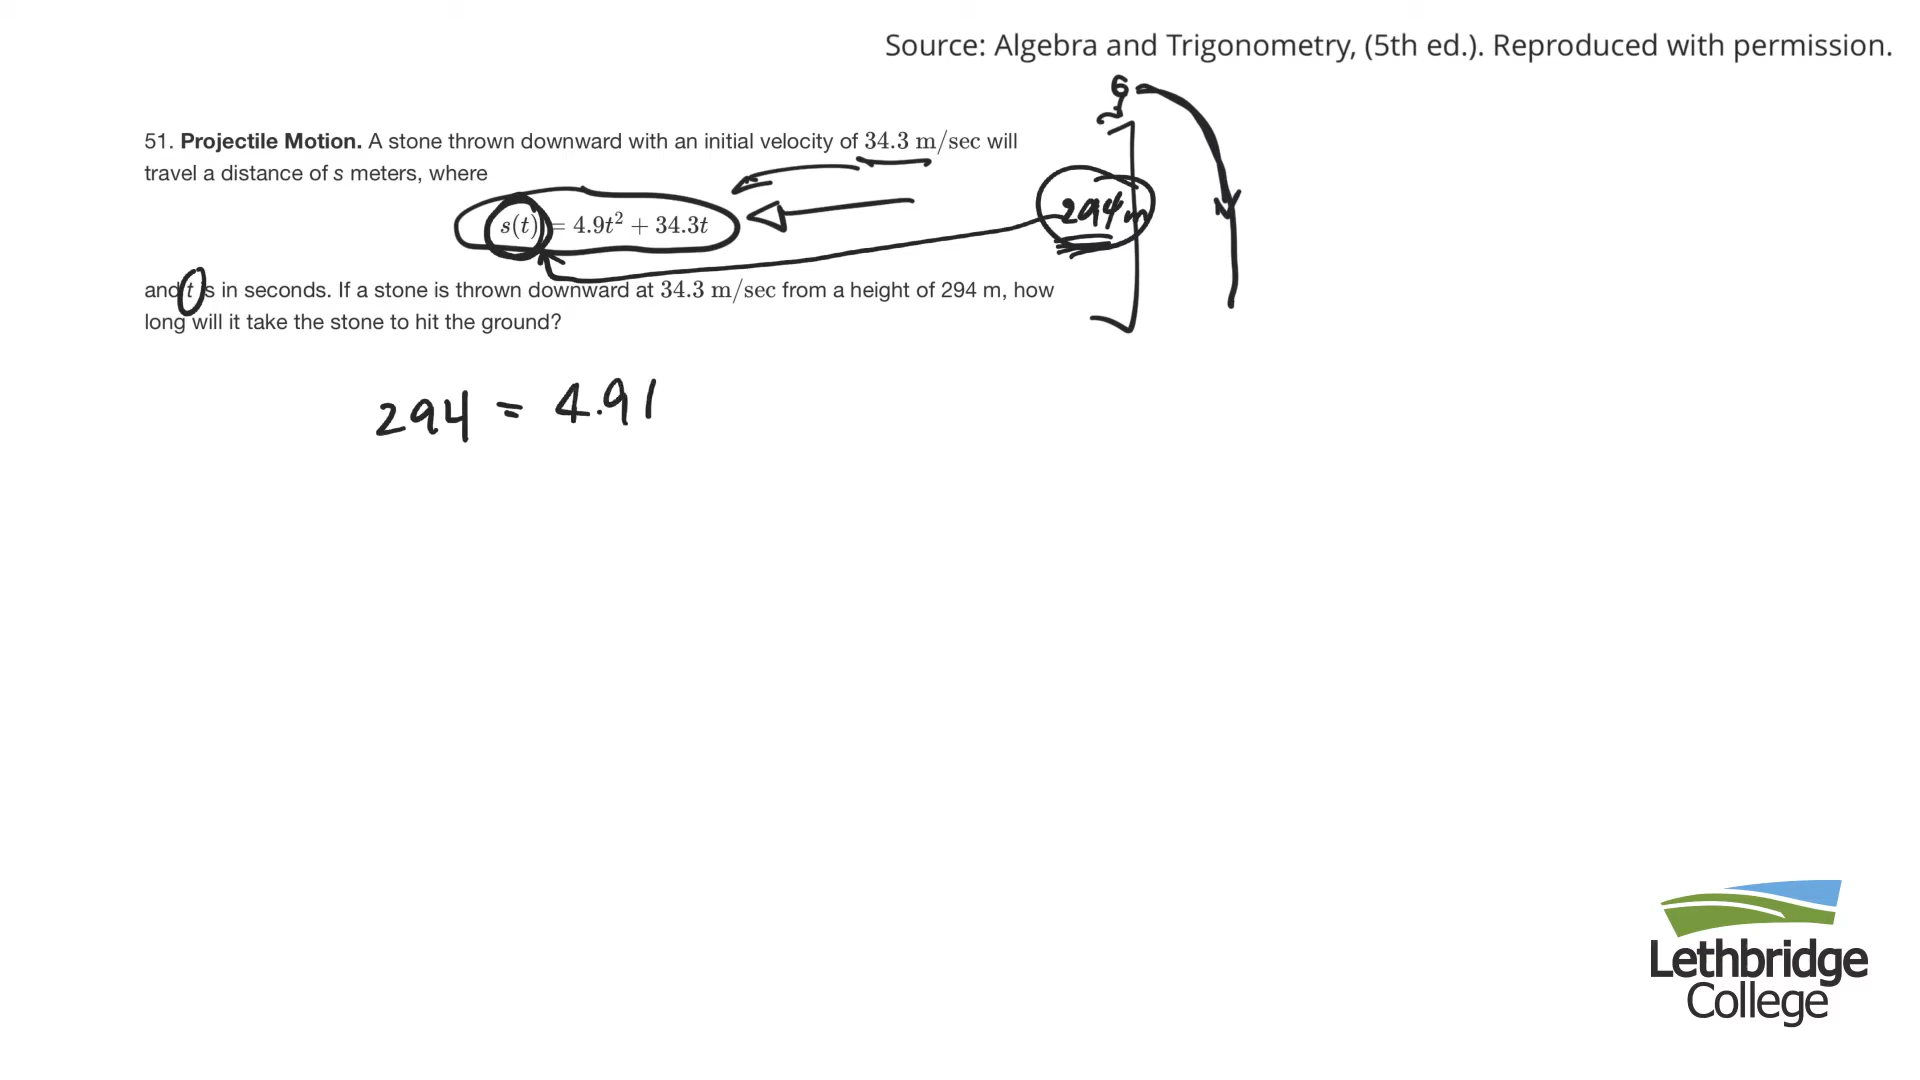 Source: Algebra and Trigonometry, (5th ed.). Reproduced with permission.
51. Projectile Motion. A stone thrown downward with an initial velocity of 34.3 m/sec will
travel a distance of s meters, where
s(t) = 4.9t² + 34.3t
294 m
and t is in seconds. If a stone is thrown downward at 34.3 m/sec from a height of 294 m, how
long will it take the stone to hit the ground?
294 = 4.91
Lethbridge
College